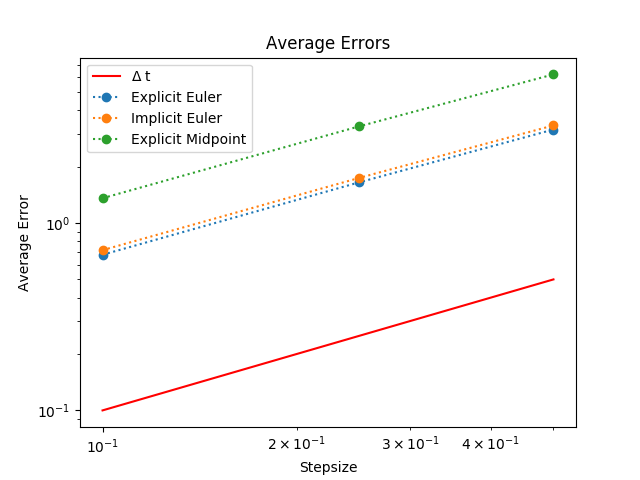 Average Errors
Δ t
Explicit Euler
Implicit Euler
Explicit Midpoint
Average Error
10⁰
10⁻¹
10⁻¹
2 × 10⁻¹
3 × 10⁻¹
4 × 10⁻¹
Stepsize